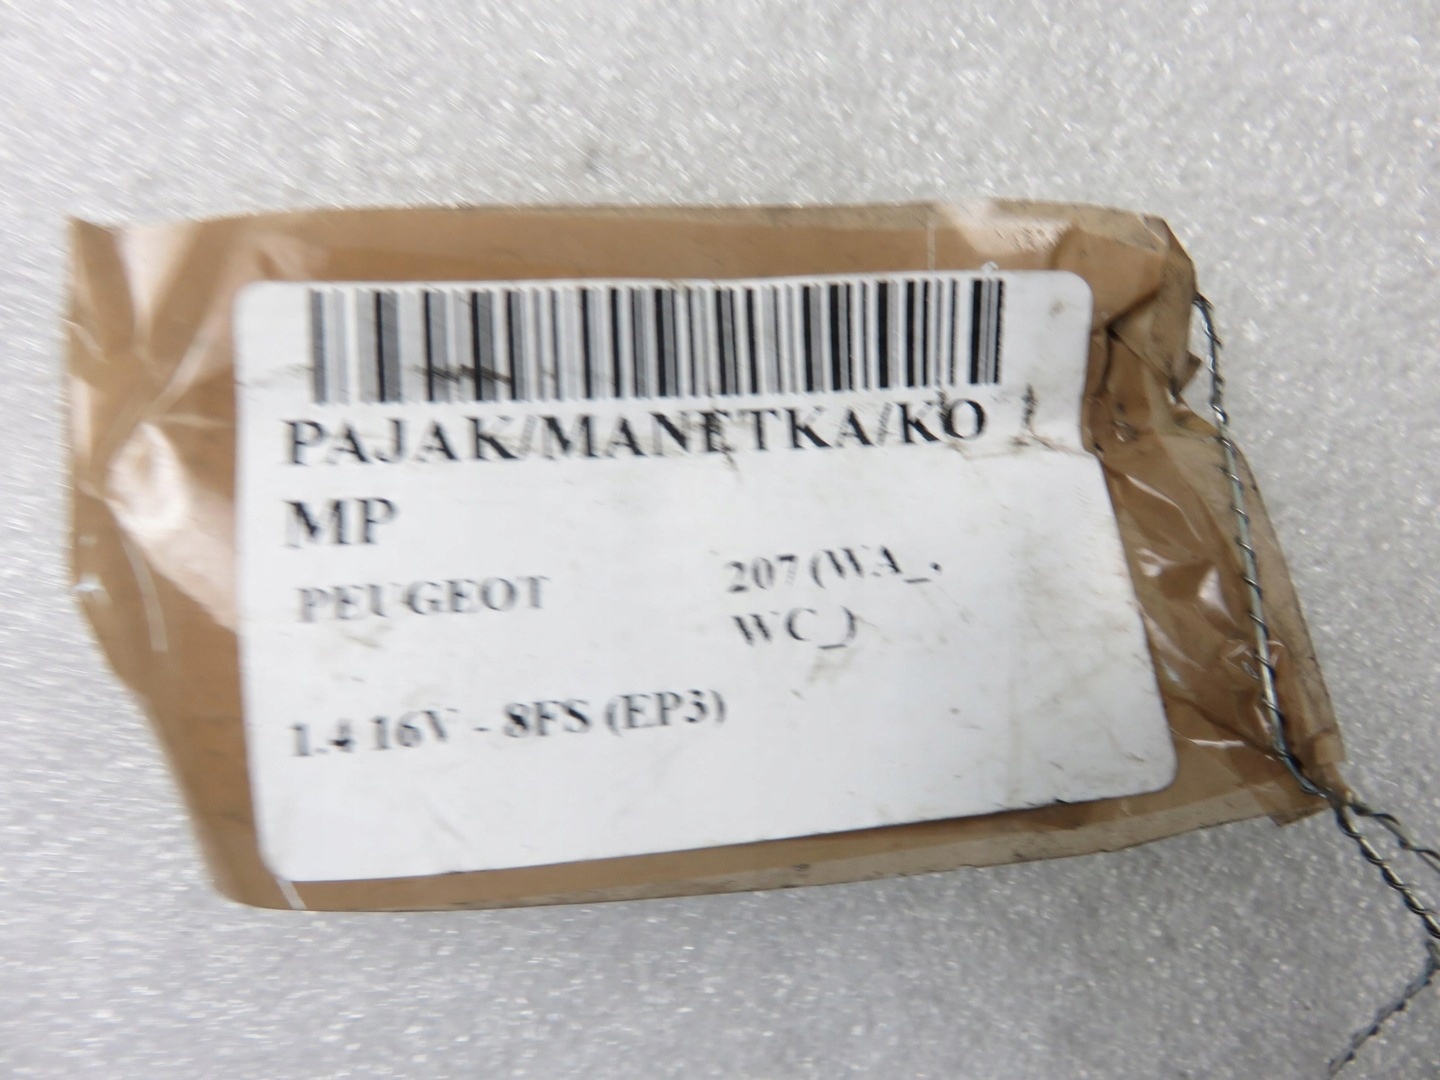 PAJAK/MANETKA/KO
MP
PEUGEOT 207 (WA_,
WC_)
1.4 16V - 8FS (EP3)